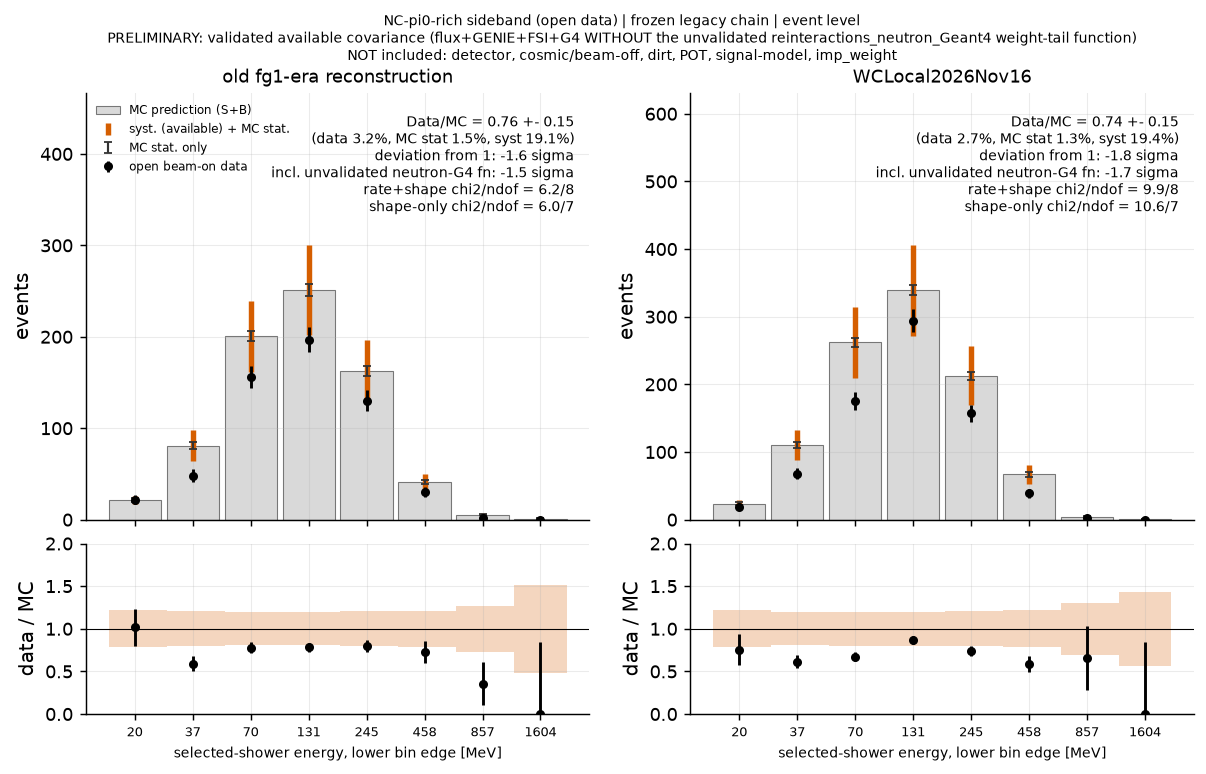 NC-pi0-rich sideband (open data) | frozen legacy chain | event level
PRELIMINARY: validated available covariance (flux+GENIE+FSI+G4 WITHOUT the unvalidated reinteractions_neutron_Geant4 weight-tail function)
NOT included: detector, cosmic/beam-off, dirt, POT, signal-model, imp_weight
old fg1-era reconstruction
MC prediction (S+B)
syst. (available) + MC stat.
MC stat. only
open beam-on data
Data/MC = 0.76 +- 0.15
(data 3.2%, MC stat 1.5%, syst 19.1%)
deviation from 1: -1.6 sigma
incl. unvalidated neutron-G4 fn: -1.5 sigma
rate+shape chi2/ndof = 6.2/8
shape-only chi2/ndof = 6.0/7
events
400
300
200
100
0
data / MC
2.0
1.5
1.0
0.5
0.0
20 37 70 131 245 458 857 1604
selected-shower energy, lower bin edge [MeV]
WCLocal2026Nov16
Data/MC = 0.74 +- 0.15
(data 2.7%, MC stat 1.3%, syst 19.4%)
deviation from 1: -1.8 sigma
incl. unvalidated neutron-G4 fn: -1.7 sigma
rate+shape chi2/ndof = 9.9/8
shape-only chi2/ndof = 10.6/7
events
600
500
400
300
200
100
0
data / MC
2.0
1.5
1.0
0.5
0.0
20 37 70 131 245 458 857 1604
selected-shower energy, lower bin edge [MeV]